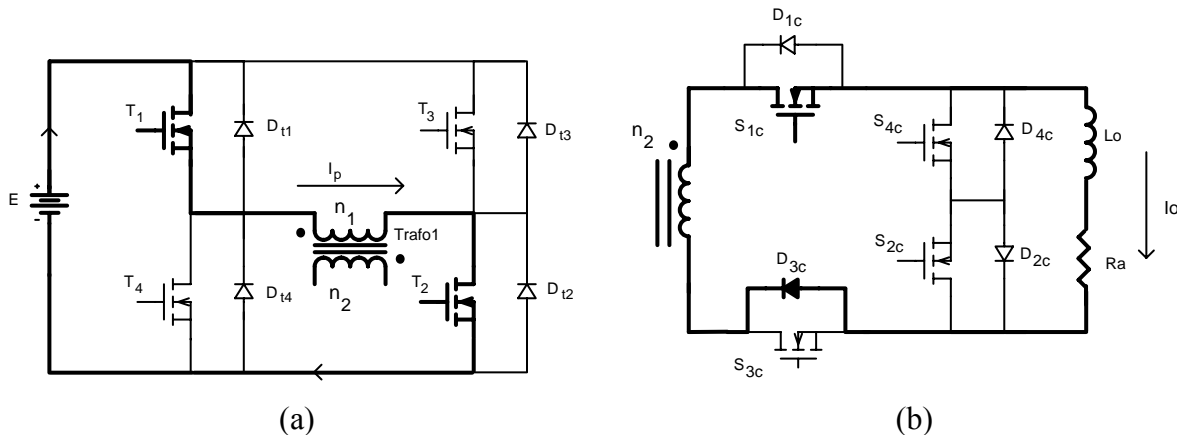 D1c
T1
Dt1
T3
Dt3
E
+
-
Ip
n1
Trafo1
n2
T4
Dt4
T2
Dt2
(a)
n2
S1c
S4c
D4c
Lo
Io
S2c
D2c
Ra
D3c
S3c
(b)